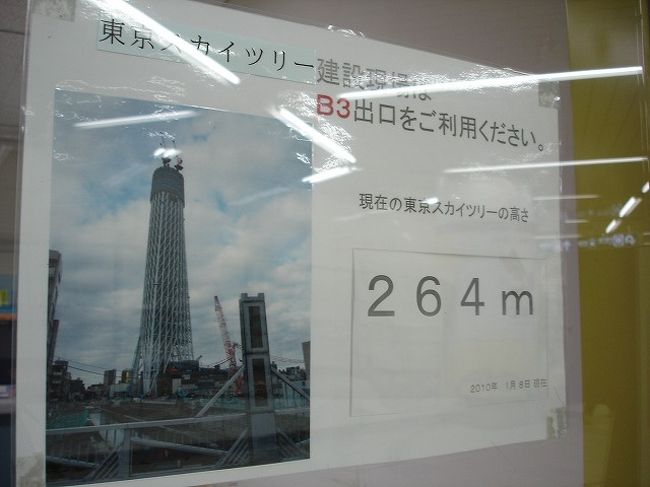 東京スカイツリー建設現場は
B3出口をご利用ください。
現在の東京スカイツリーの高さ
264m
2010年 1月8日 現在